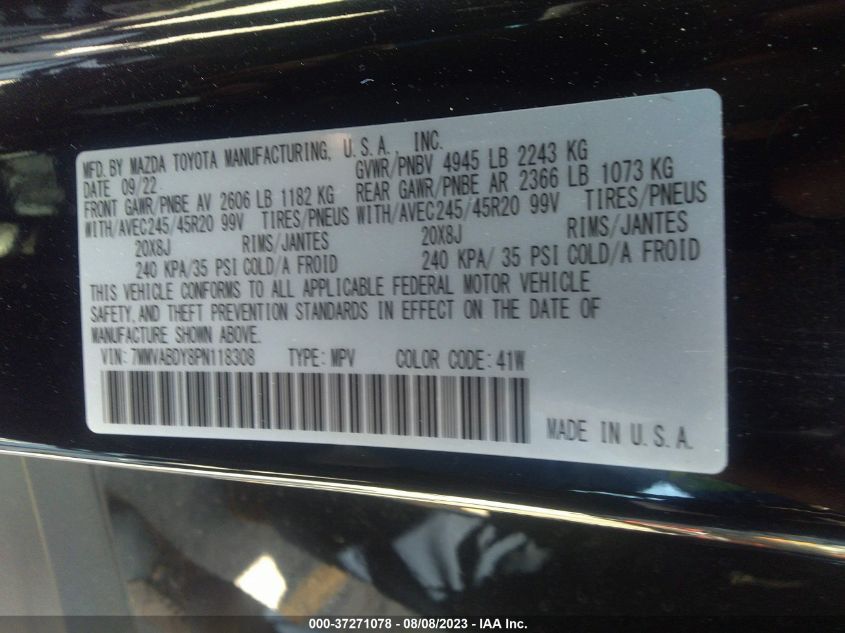 MFD. BY MAZDA TOYOTA MANUFACTURING, U.S.A., INC.
DATE 09/22 GVWR/PNBV 4945 LB 2243 KG
FRONT GAWR/PNBE AV 2606 LB 1182 KG REAR GAWR/PNBE AR 2366 LB 1073 KG
WITH/AVEC245/45R20 99V TIRES/PNEUS WITH/AVEC245/45R20 99V TIRES/PNEUS
20X8J RIMS/JANTES 20X8J RIMS/JANTES
240 KPA/35 PSI COLD/A FROID 240 KPA/ 35 PSI COLD/A FROID
THIS VEHICLE CONFORMS TO ALL APPLICABLE FEDERAL MOTOR VEHICLE
SAFETY, AND THEFT PREVENTION STANDARDS IN EFFECT ON THE DATE OF
MANUFACTURE SHOWN ABOVE.
VIN: 7MMVABDY8PN118308 TYPE: MPV COLOR CODE: 41W
MADE IN U.S.A.
000-37271078 - 08/08/2023 - IAA Inc.